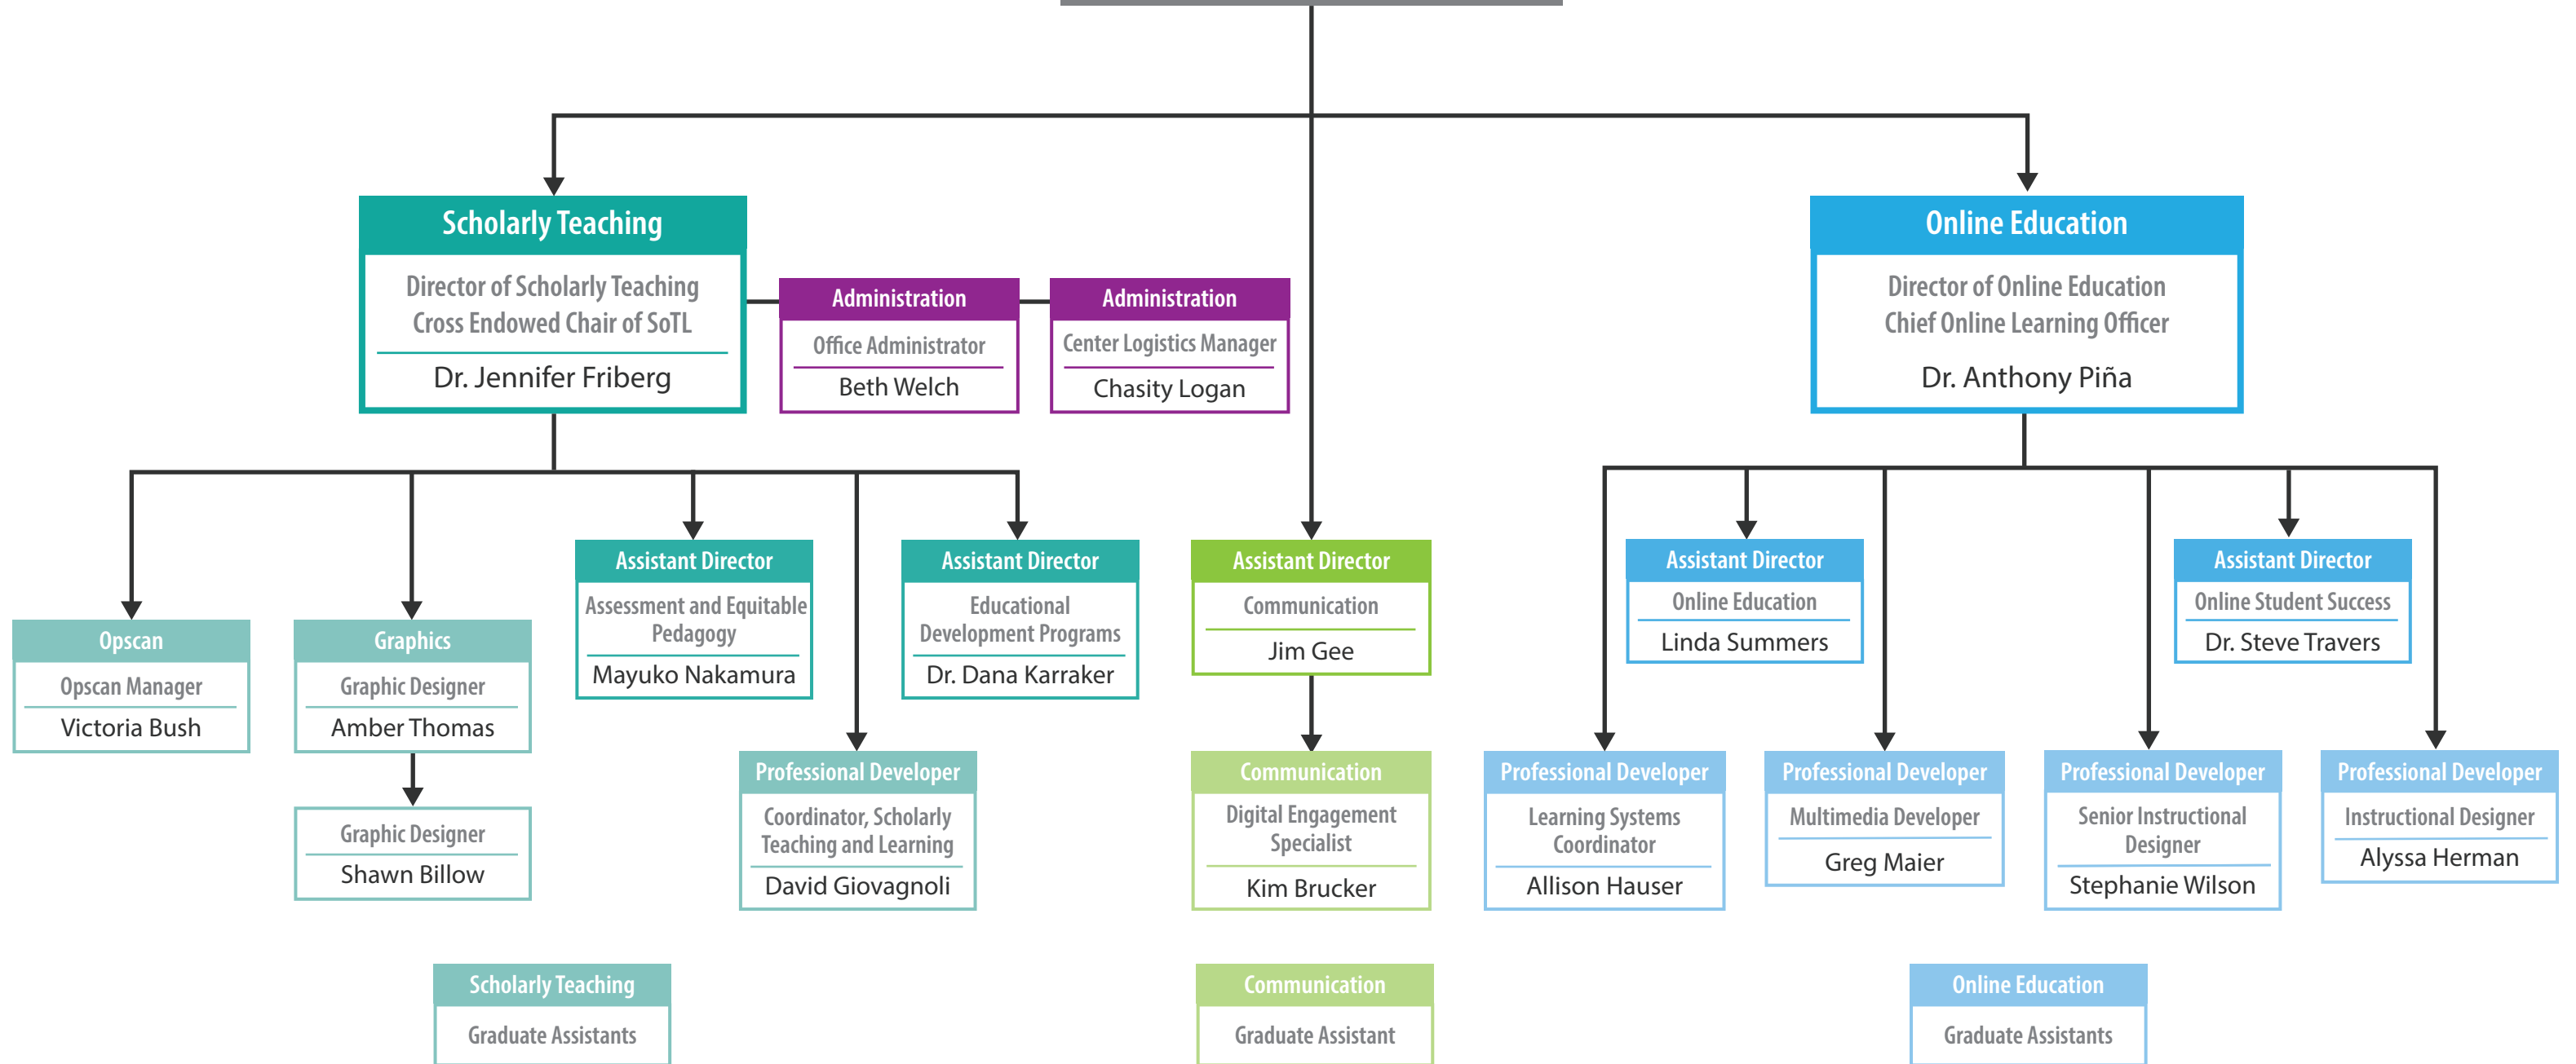 Scholarly Teaching
Director of Scholarly Teaching
Cross Endowed Chair of SoTL
Dr. Jennifer Friberg
Administration
Office Administrator
Beth Welch
Administration
Center Logistics Manager
Chasity Logan
Online Education
Director of Online Education
Chief Online Learning Officer
Dr. Anthony Piña
Opscan
Opscan Manager
Victoria Bush
Graphics
Graphic Designer
Amber Thomas
Graphic Designer
Shawn Billow
Assistant Director
Assessment and Equitable
Pedagogy
Mayuko Nakamura
Professional Developer
Coordinator, Scholarly
Teaching and Learning
David Giovagnoli
Assistant Director
Educational
Development Programs
Dr. Dana Karraker
Assistant Director
Communication
Jim Gee
Communication
Digital Engagement
Specialist
Kim Brucker
Professional Developer
Learning Systems
Coordinator
Allison Hauser
Assistant Director
Online Education
Linda Summers
Professional Developer
Multimedia Developer
Greg Maier
Professional Developer
Senior Instructional
Designer
Stephanie Wilson
Assistant Director
Online Student Success
Dr. Steve Travers
Professional Developer
Instructional Designer
Alyssa Herman
Scholarly Teaching
Graduate Assistants
Communication
Graduate Assistant
Online Education
Graduate Assistants